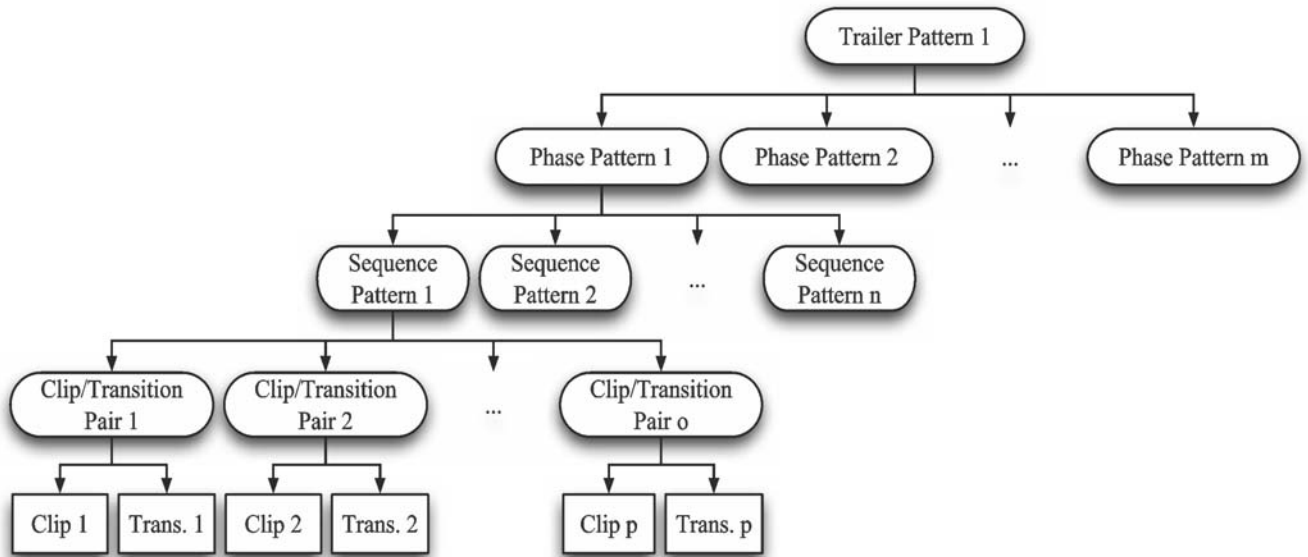 Trailer Pattern 1
Phase Pattern 1
Phase Pattern 2
...
Phase Pattern m
Sequence
Pattern 1
Sequence
Pattern 2
...
Sequence
Pattern n
Clip/Transition
Pair 1
Clip/Transition
Pair 2
...
Clip/Transition
Pair o
Clip 1
Trans. 1
Clip 2
Trans. 2
Clip p
Trans. p